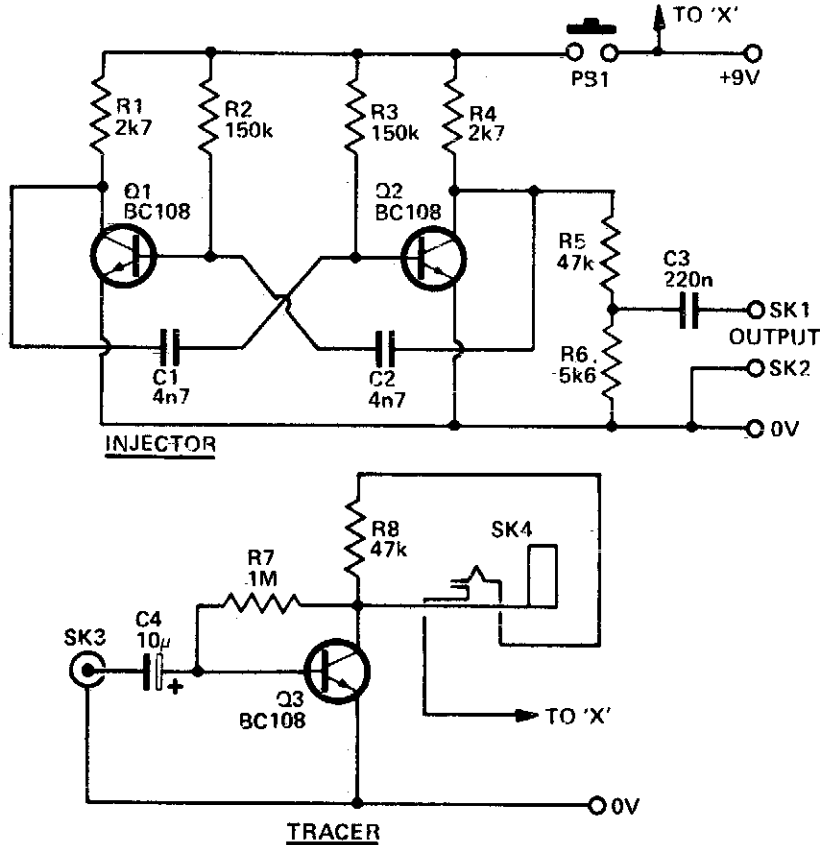 TO 'X'
PB1
+9V
R1
2k7
R2
150k
R3
150k
R4
2k7
Q1
BC108
Q2
BC108
R5
47k
C3
220n
SK1
OUTPUT
R6
5k6
SK2
C1
4n7
C2
4n7
0V
INJECTOR
R8
47k
SK4
R7
1M
C4
10µ
SK3
+
Q3
BC108
TO 'X'
0V
TRACER